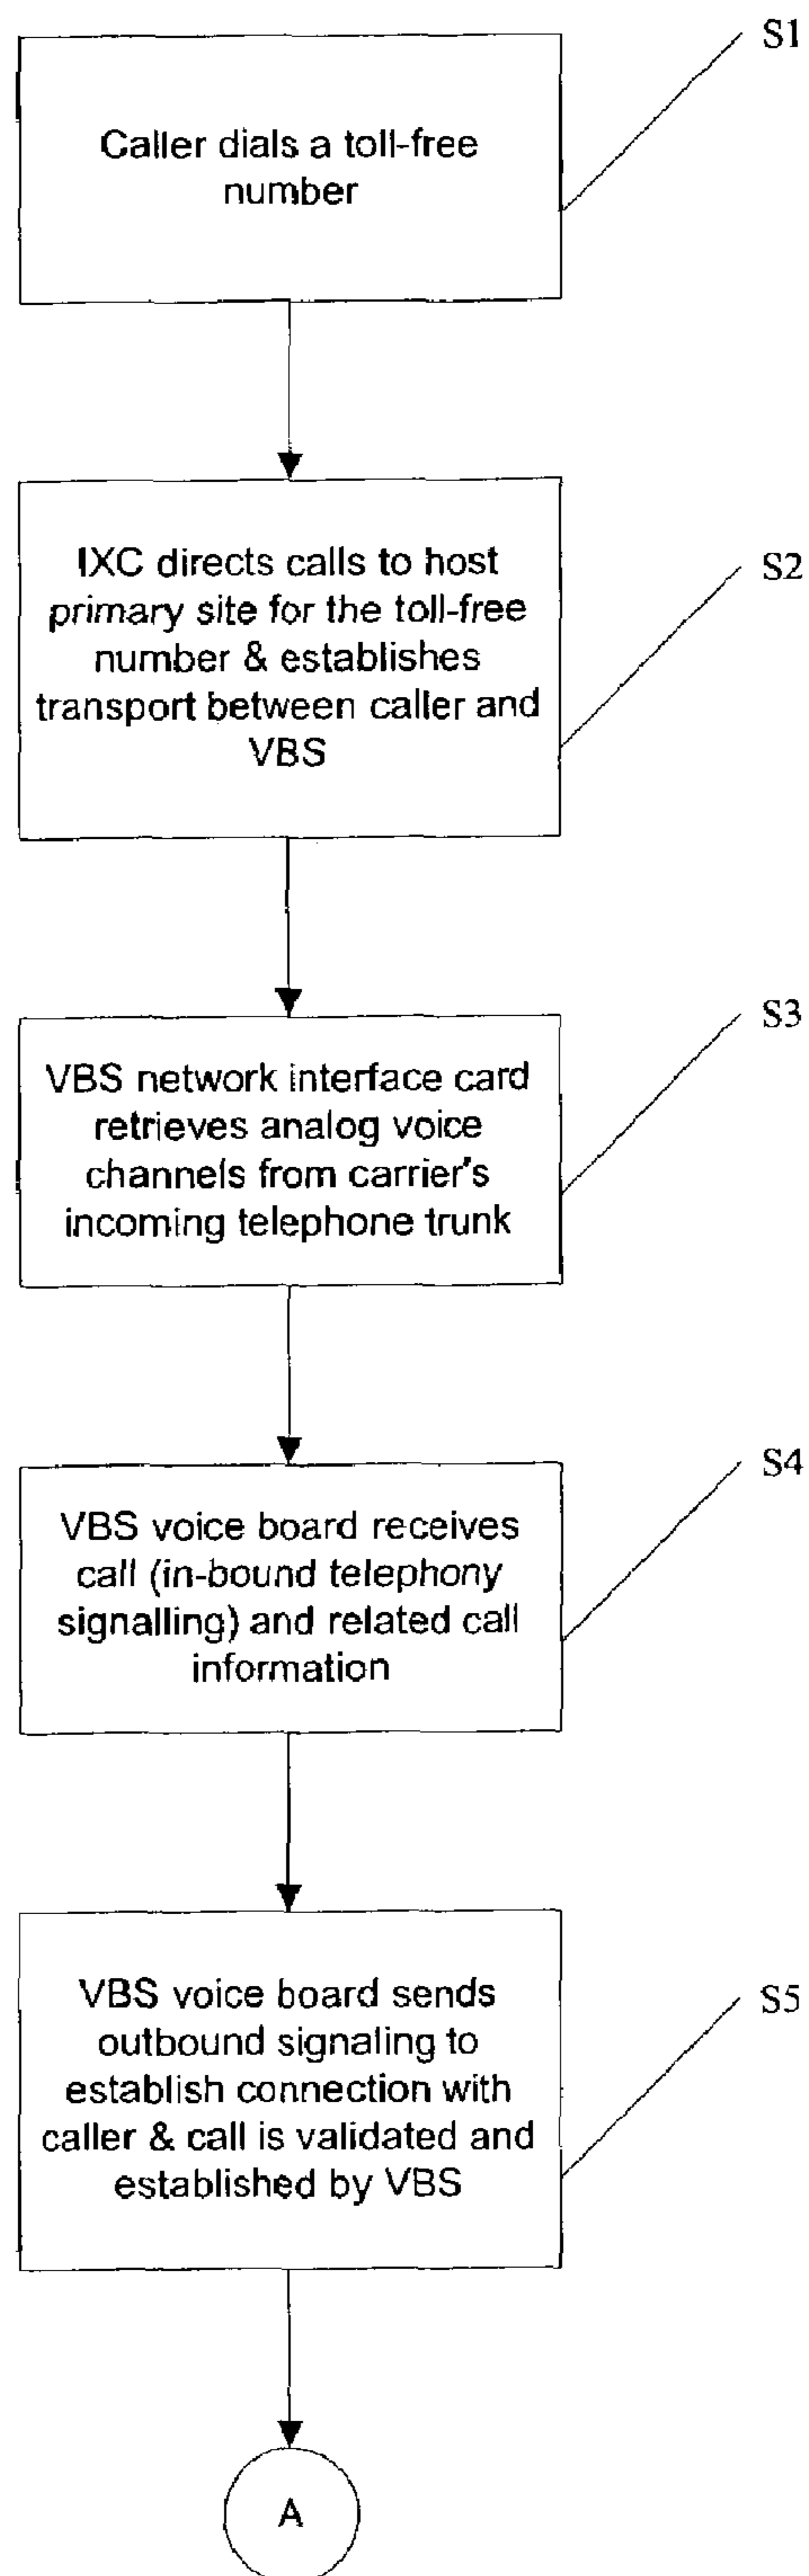 S1
Caller dials a toll-free
number
S2
IXC directs calls to host
primary site for the toll-free
number & establishes
transport between caller and
VBS
S3
VBS network interface card
retrieves analog voice
channels from carrier's
incoming telephone trunk
S4
VBS voice board receives
call (in-bound telephony
signalling) and related call
information
S5
VBS voice board sends
outbound signaling to
establish connection with
caller & call is validated and
established by VBS
A